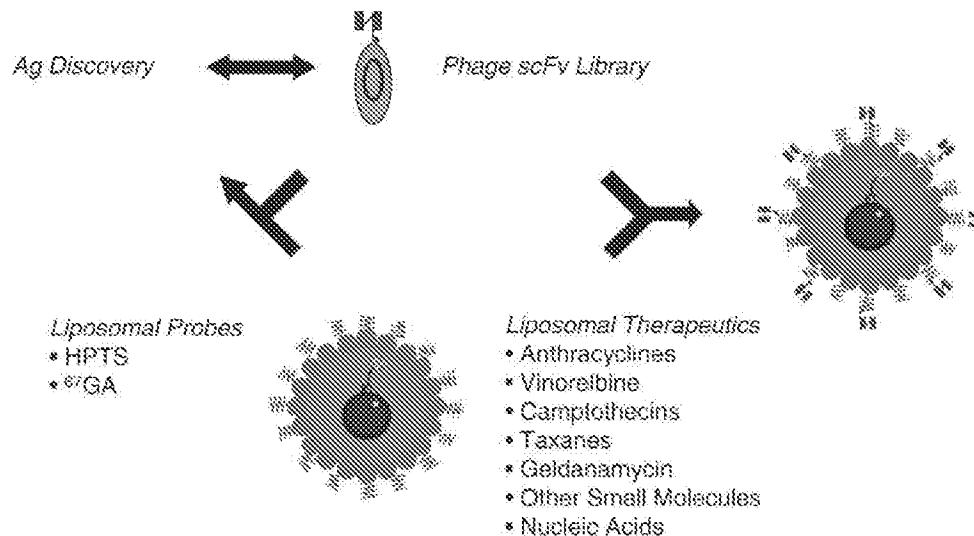 Ag Discovery
Phage scFv Library
Liposomal Probes
• HPTS
• ⁶⁷GA
Liposomal Therapeutics
• Anthracyclines
• Vinorelbine
• Camptothecins
• Taxanes
• Geldanamycin
• Other Small Molecules
• Nucleic Acids